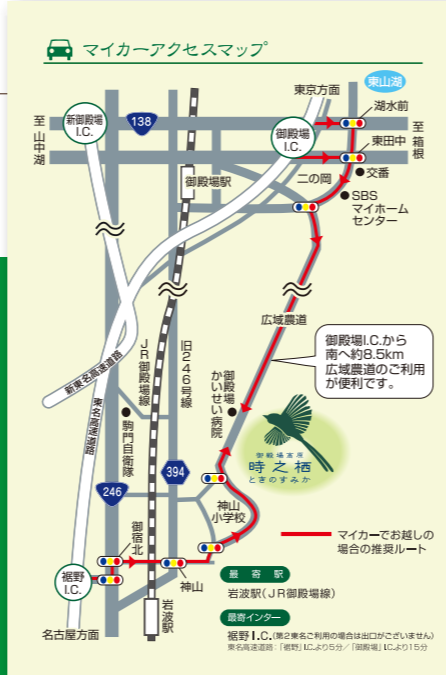 マイカーアクセスマップ
東京方面
東山湖
湖水前
新御殿場
I.C.
138
御殿場
I.C.
至山中湖
至箱根
東田中
御殿場駅
二の岡
交番
SBS
マイホーム
センター
広域農道
御殿場I.C.から
南へ約8.5km
広域農道のご利用
が便利です。
新東名高速道路
東名高速道路
JR御殿場線
旧246号線
御殿場
かいせい病院
駒門自衛隊
御殿場高原
時之栖
ときのすみか
394
246
神山
小学校
御宿北
神山
マイカーでお越しの
場合の推奨ルート
裾野
I.C.
岩波駅
名古屋方面
最寄駅
岩波駅(JR御殿場線)
最寄インター
裾野I.C.(第2東名ご利用の場合は出口がございません)
東名高速道路:「裾野」I.C.より5分/「御殿場」I.C.より15分